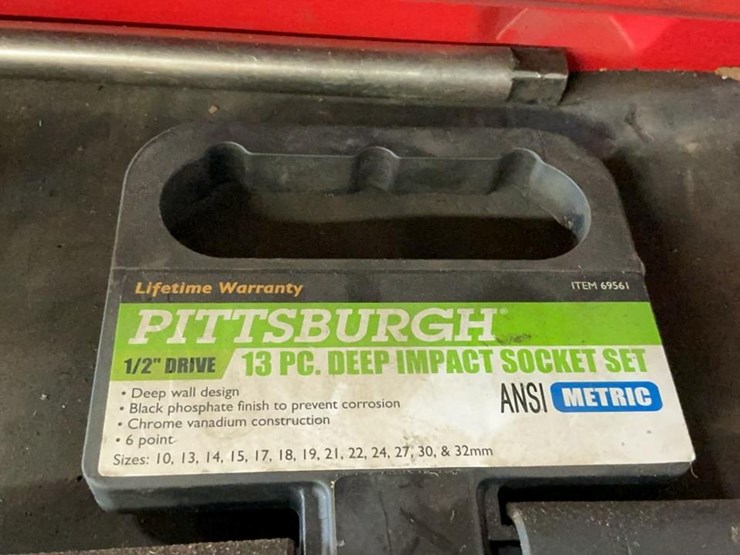 Lifetime Warranty
ITEM 69561
PITTSBURGH®
1/2" DRIVE 13 PC. DEEP IMPACT SOCKET SET
ANSI METRIC
• Deep wall design
• Black phosphate finish to prevent corrosion
• Chrome vanadium construction
• 6 point
Sizes: 10, 13, 14, 15, 17, 18, 19, 21, 22, 24, 27, 30, & 32mm